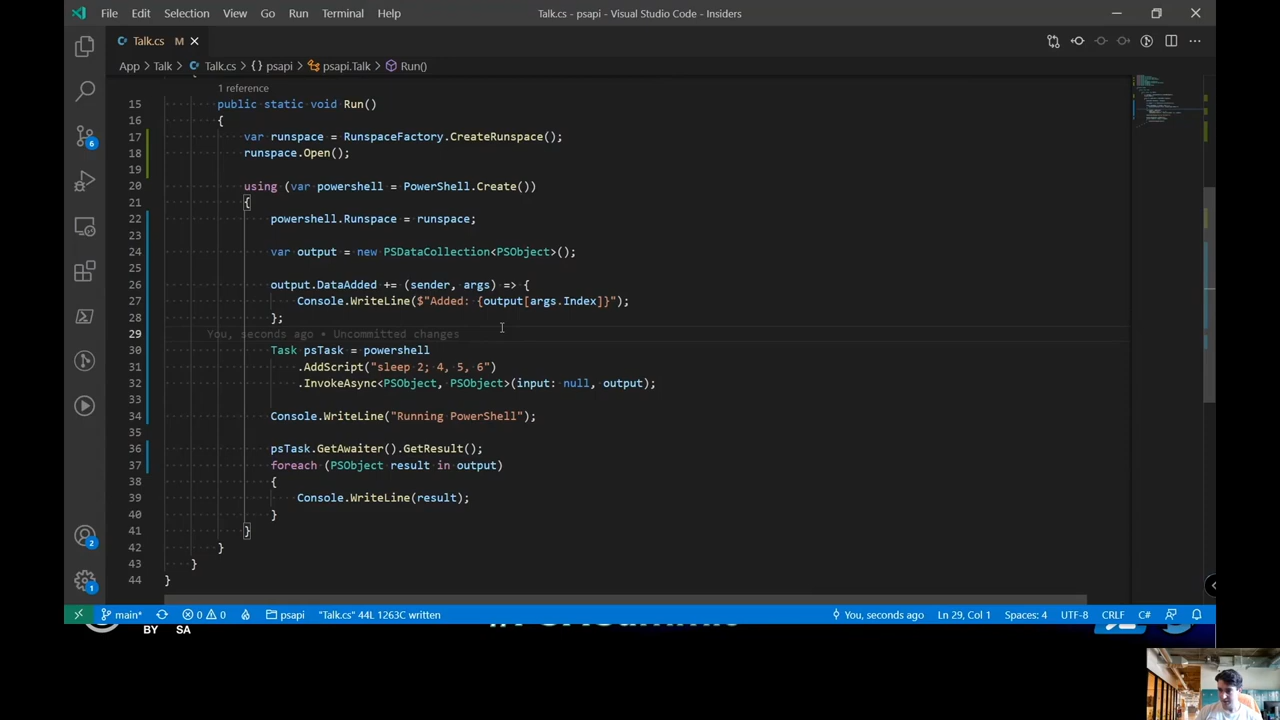 File Edit Selection View Go Run Terminal Help
Talk.cs - psapi - Visual Studio Code - Insiders
Talk.cs M
App > Talk > Talk.cs > {} psapi > psapi.Talk > Run()
1 reference
15 public static void Run()
16 {
17 var runspace = RunspaceFactory.CreateRunspace();
18 runspace.Open();
19
20 using (var powershell = PowerShell.Create())
21 {
22 powershell.Runspace = runspace;
23
24 var output = new PSDataCollection<PSObject>();
25
26 output.DataAdded += (sender, args) => {
27 Console.WriteLine($"Added: {output[args.Index]}");
28 };
29 You, seconds ago • Uncommitted changes
30 Task psTask = powershell
31 .AddScript("sleep 2; 4, 5, 6")
32 .InvokeAsync<PSObject, PSObject>(input: null, output);
33
34 Console.WriteLine("Running PowerShell");
35
36 psTask.GetAwaiter().GetResult();
37 foreach (PSObject result in output)
38 {
39 Console.WriteLine(result);
40 }
41 }
42 }
43 }
44 }
6
2
1
main* 0 0 psapi "Talk.cs" 44L 1263C written You, seconds ago Ln 29, Col 1 Spaces: 4 UTF-8 CRLF C#
BY SA